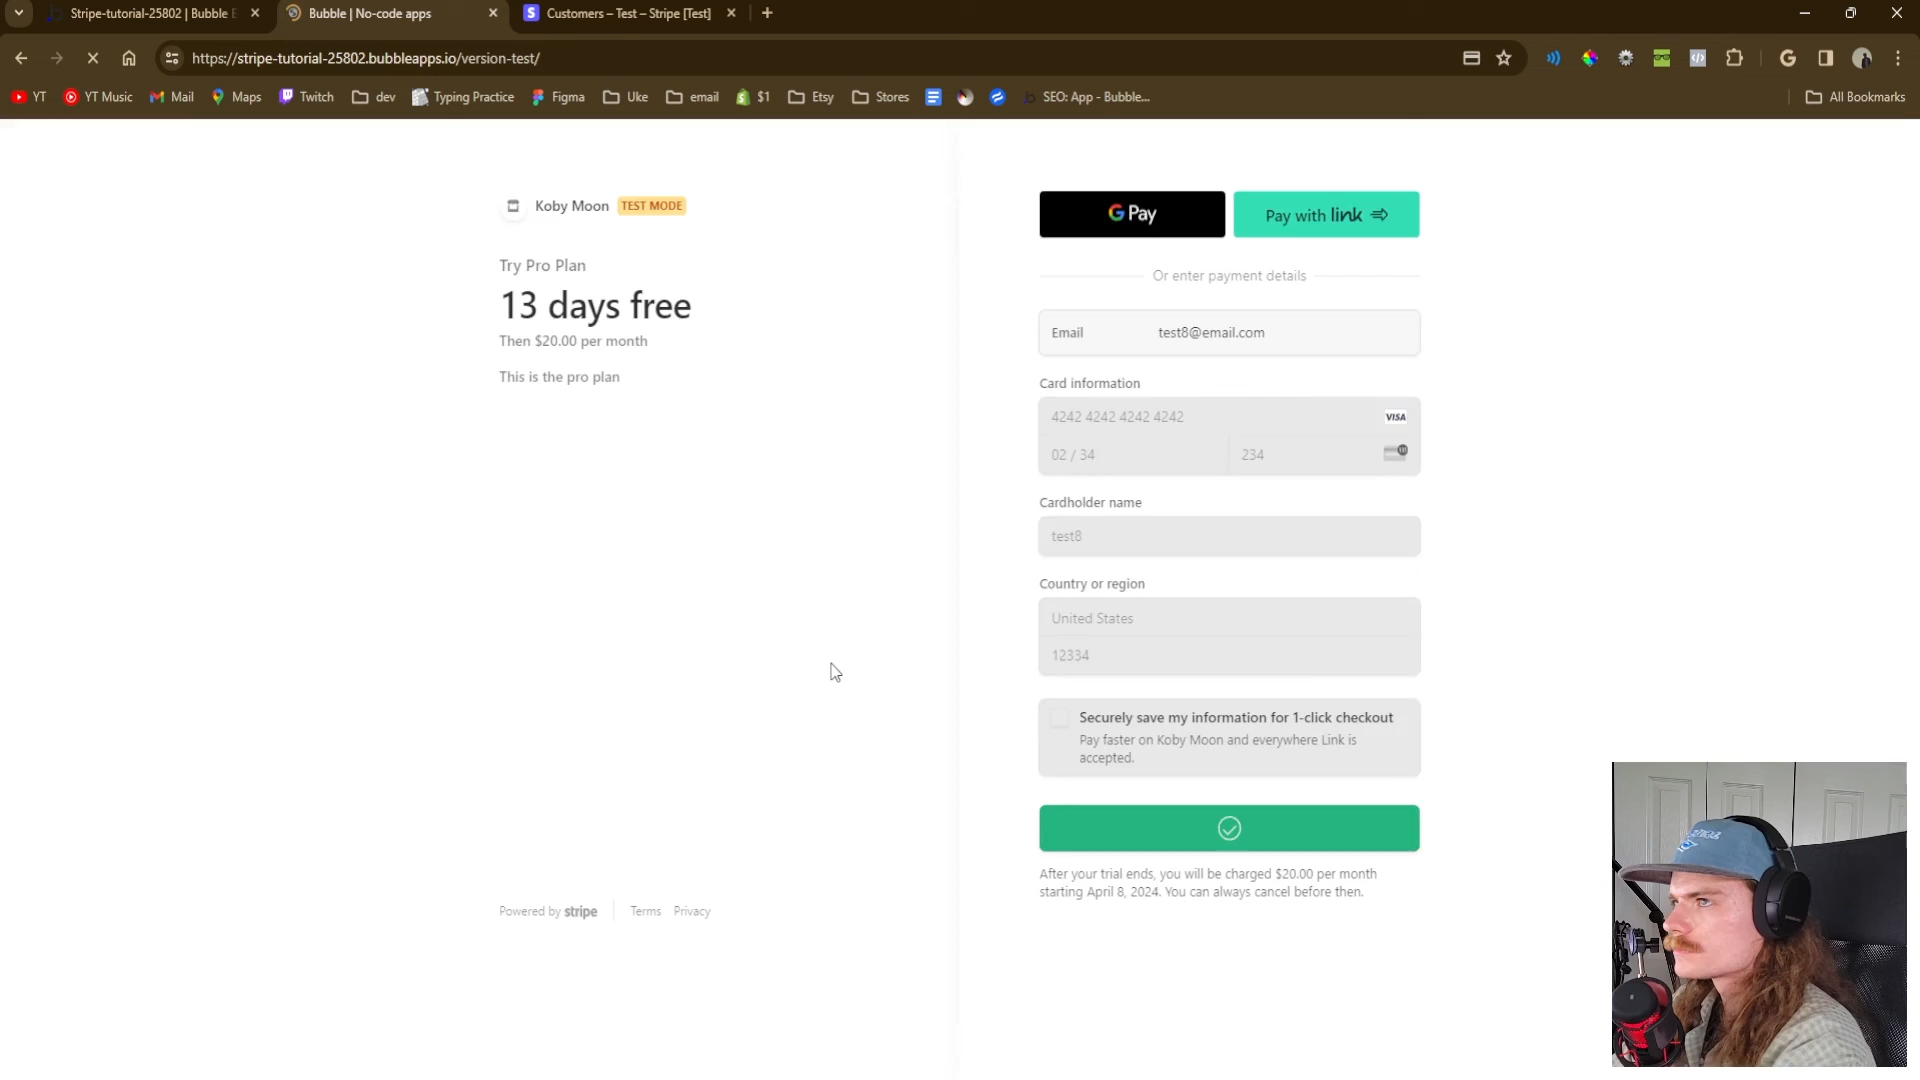 Stripe-tutorial-25802 | Bubble E
Bubble | No-code apps
Customers – Test – Stripe [Test]
https://stripe-tutorial-25802.bubbleapps.io/version-test/
YT
YT Music
Mail
Maps
Twitch
dev
Typing Practice
Figma
Uke
email
$1
Etsy
Stores
SEO: App - Bubble...
All Bookmarks
Koby Moon TEST MODE
Try Pro Plan
13 days free
Then $20.00 per month
This is the pro plan
Powered by stripe
Terms Privacy
G Pay
Pay with link
Or enter payment details
Email test8@email.com
Card information
4242 4242 4242 4242 VISA
02 / 34 234
Cardholder name
test8
Country or region
United States
12334
Securely save my information for 1-click checkout
Pay faster on Koby Moon and everywhere Link is
accepted.
After your trial ends, you will be charged $20.00 per month
starting April 8, 2024. You can always cancel before then.